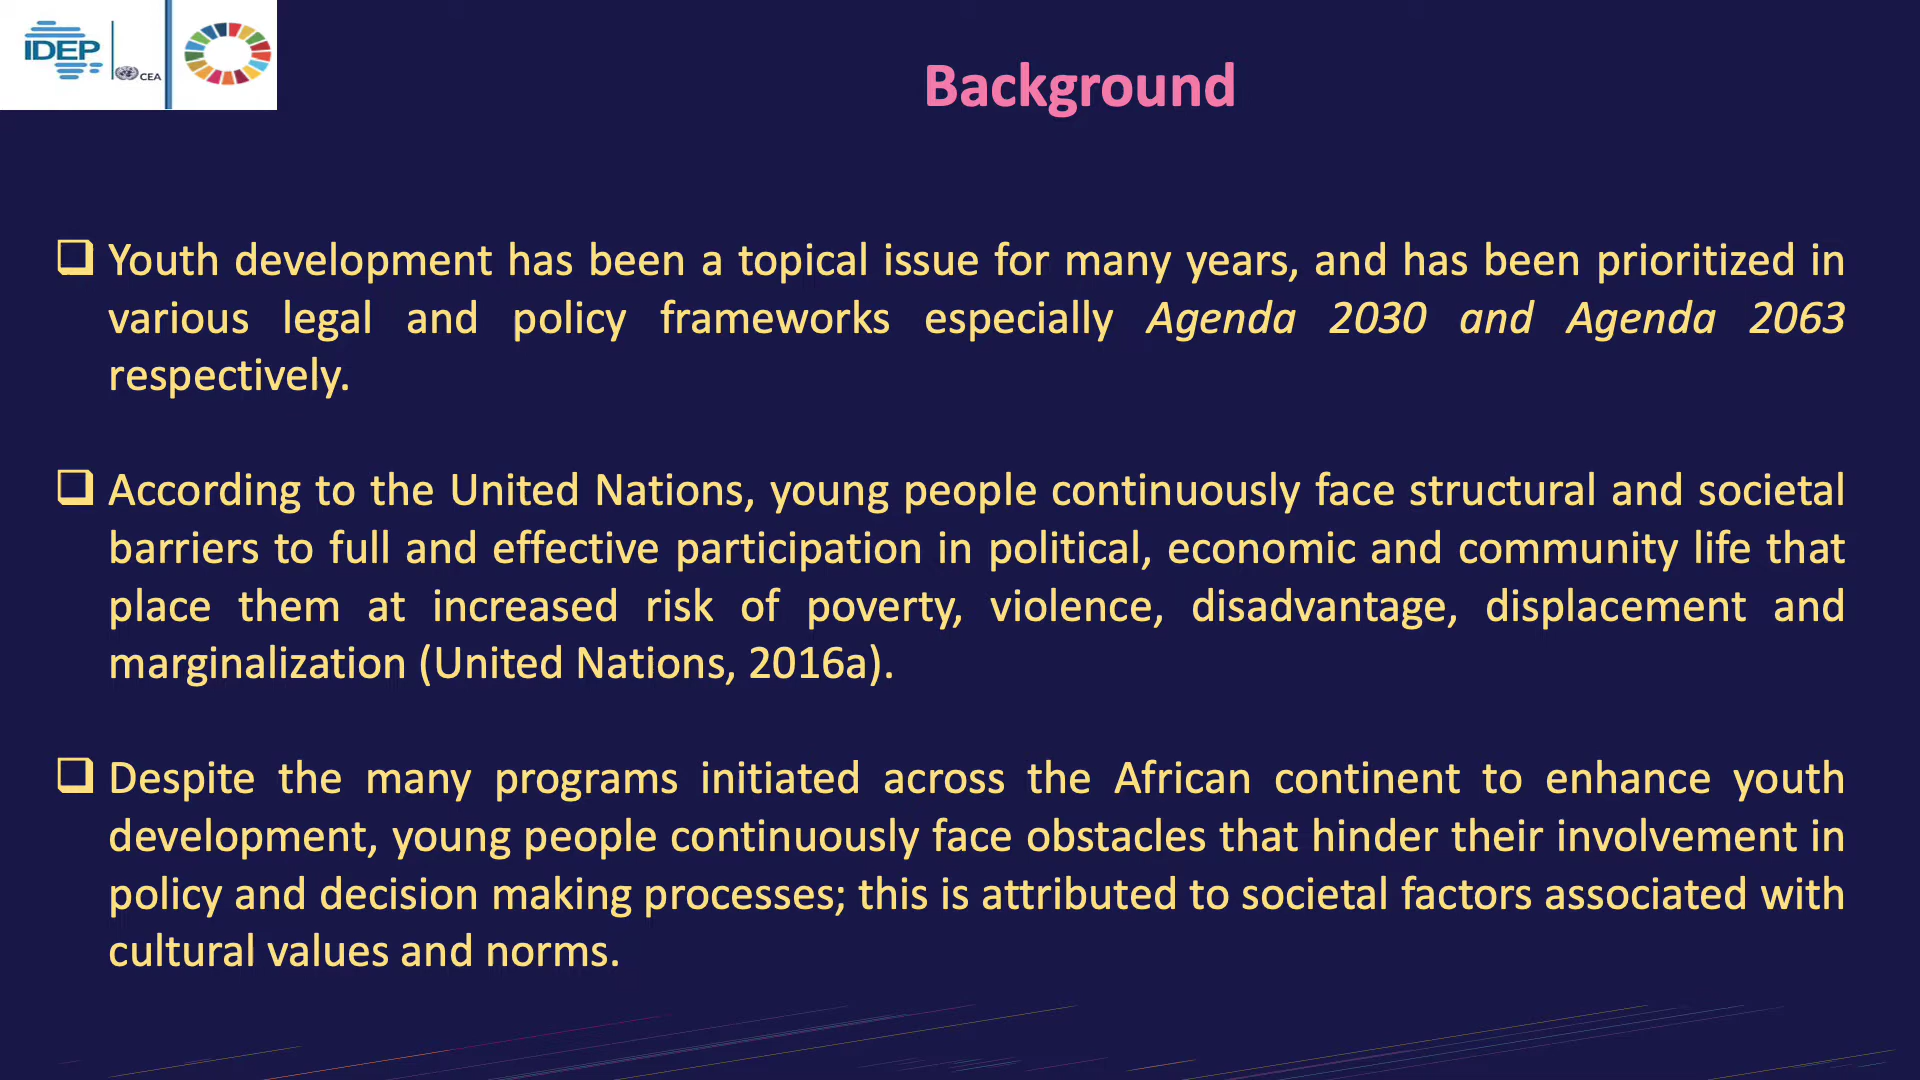 IDEP
CEA
Background
Youth development has been a topical issue for many years, and has been prioritized in
various legal and policy frameworks especially Agenda 2030 and Agenda 2063
respectively.
According to the United Nations, young people continuously face structural and societal
barriers to full and effective participation in political, economic and community life that
place them at increased risk of poverty, violence, disadvantage, displacement and
marginalization (United Nations, 2016a).
Despite the many programs initiated across the African continent to enhance youth
development, young people continuously face obstacles that hinder their involvement in
policy and decision making processes; this is attributed to societal factors associated with
cultural values and norms.